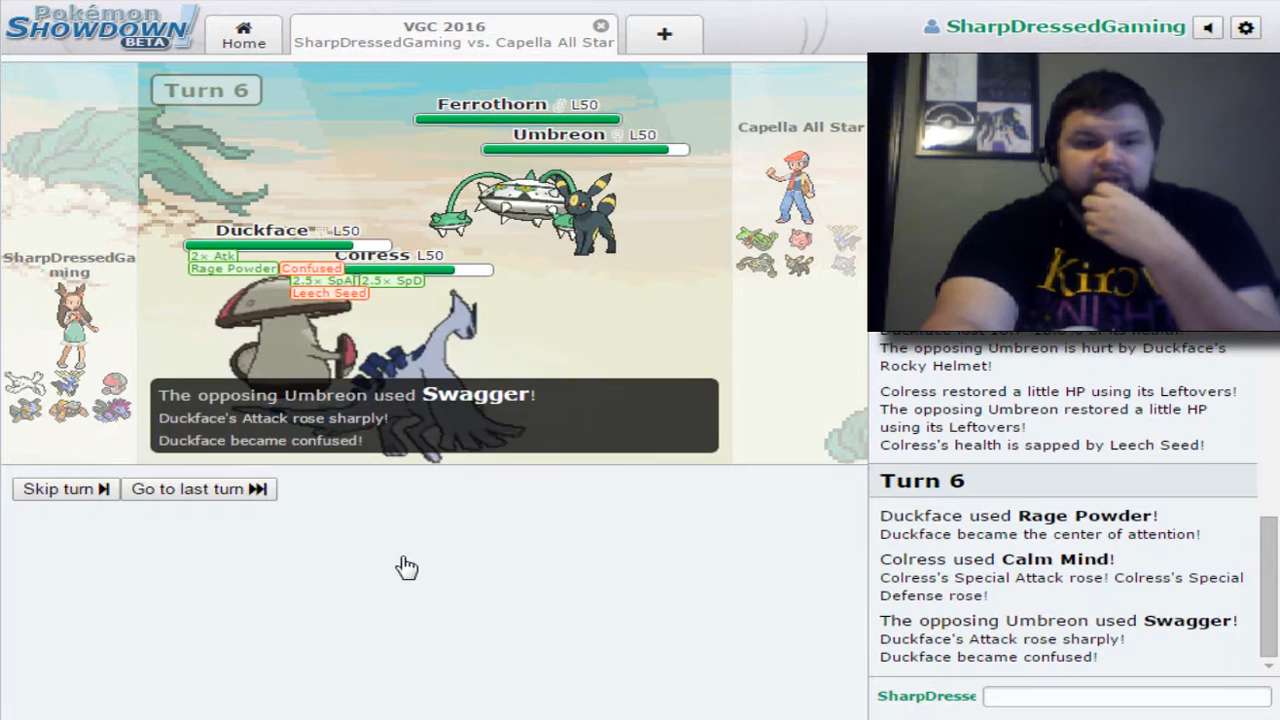 Pokémon
SHOWDOWN!
BETA
Home
VGC 2016
SharpDressedGaming vs. Capella All Star
+
SharpDressedGaming
Turn 6
Ferrothorn L50
Umbreon L50
Duckface L50
2× Atk
Rage Powder Confused
Colress L50
2.5× SpA 2.5× SpD
Leech Seed
SharpDressedGa
ming
Capella All Star
The opposing Umbreon used Swagger!
Duckface's Attack rose sharply!
Duckface became confused!
Skip turn
Go to last turn
The opposing Umbreon is hurt by Duckface's
Rocky Helmet!
Colress restored a little HP using its Leftovers!
The opposing Umbreon restored a little HP
using its Leftovers!
Colress's health is sapped by Leech Seed!
Turn 6
Duckface used Rage Powder!
Duckface became the center of attention!
Colress used Calm Mind!
Colress's Special Attack rose! Colress's Special
Defense rose!
The opposing Umbreon used Swagger!
Duckface's Attack rose sharply!
Duckface became confused!
SharpDresse